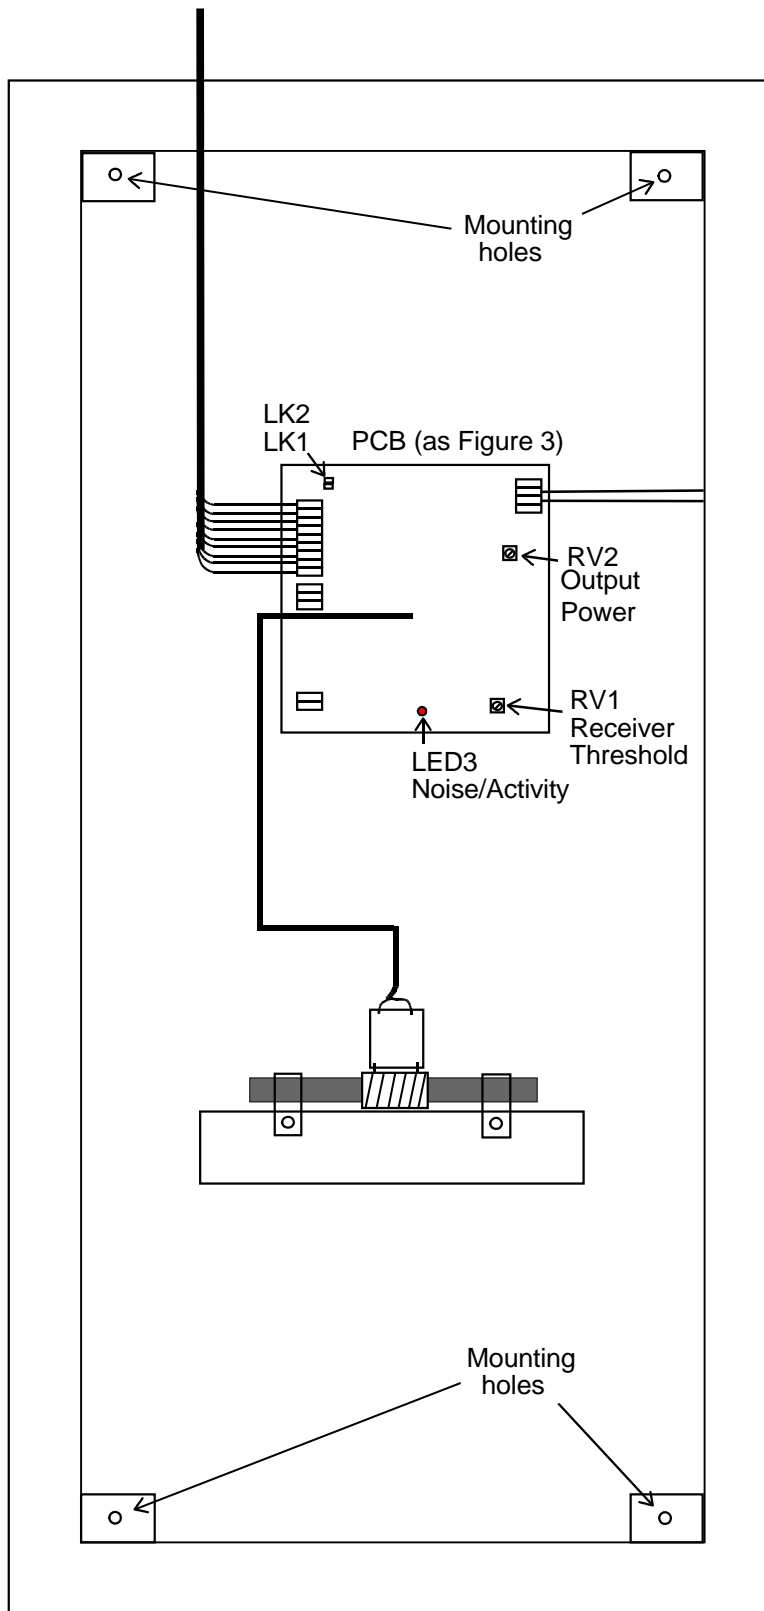 Mounting
holes
LK2
LK1
PCB (as Figure 3)
RV2
Output
Power
RV1
Receiver
Threshold
LED3
Noise/Activity
Mounting
holes